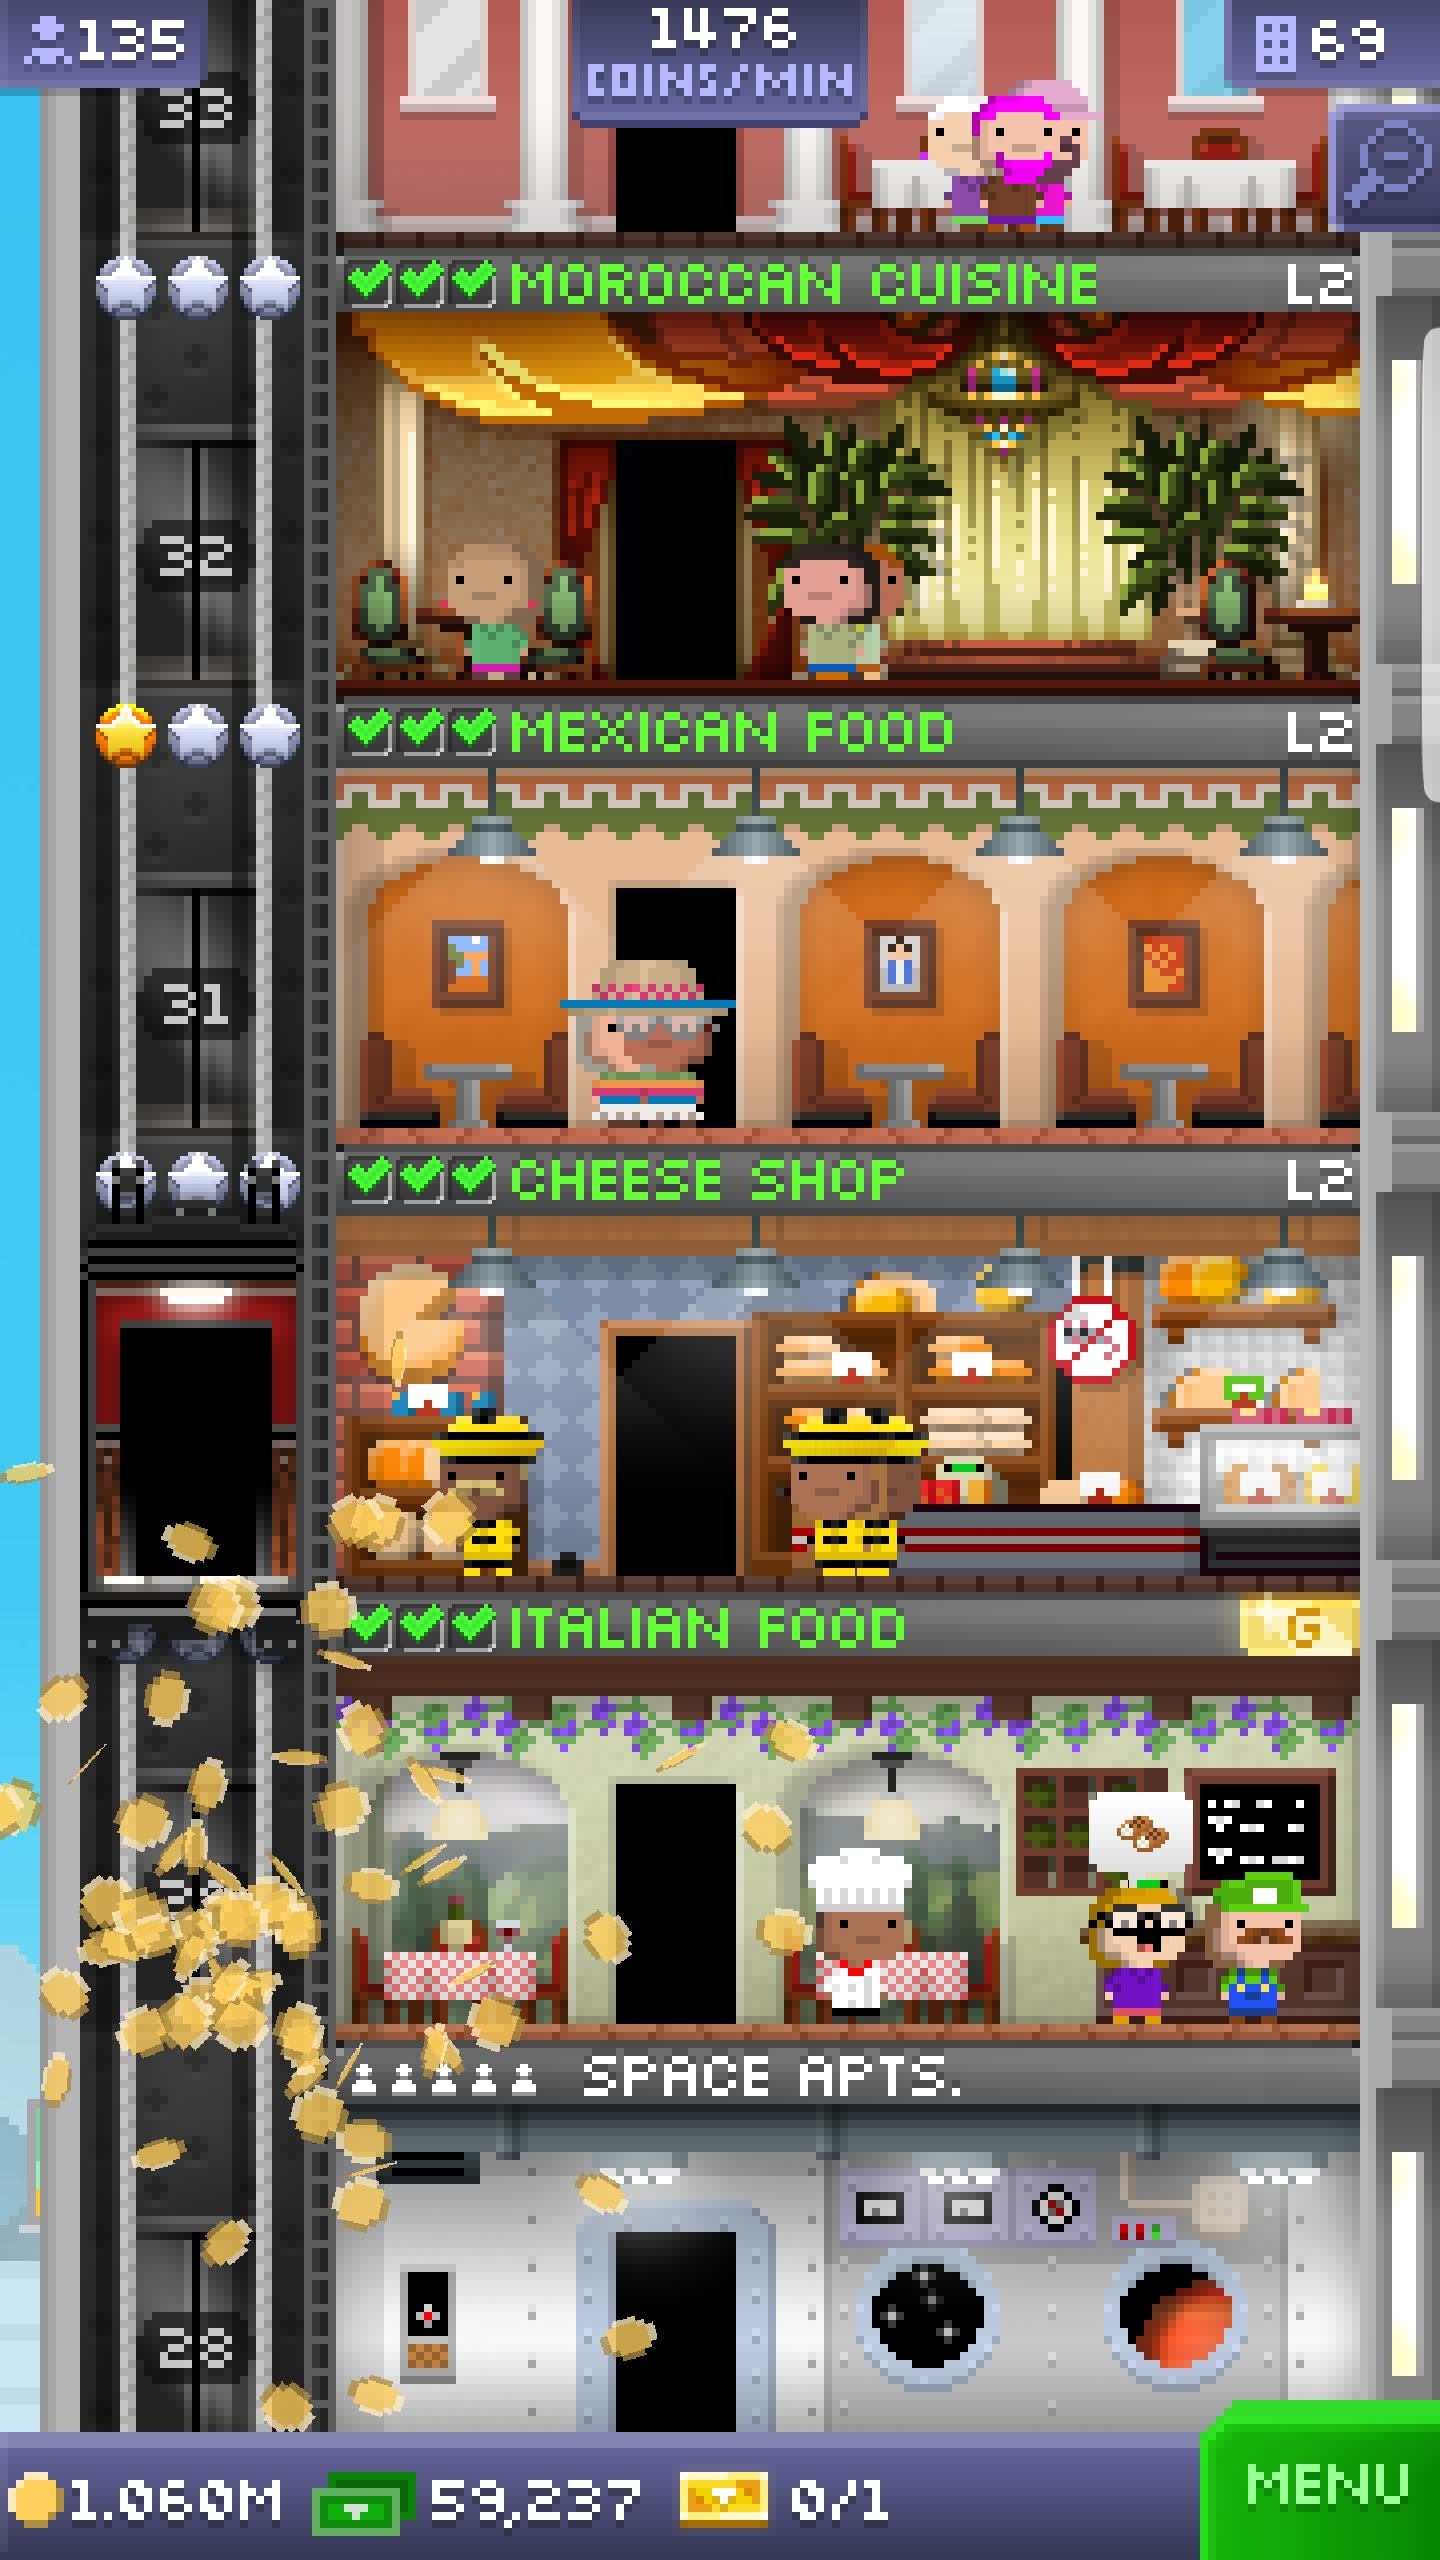 135
1476
COINS/MIN
69
33
MOROCCAN CUISINE L2
32
MEXICAN FOOD L2
31
CHEESE SHOP L2
ITALIAN FOOD G
SPACE APTS.
28
1.060M 59,237 0/1
MENU